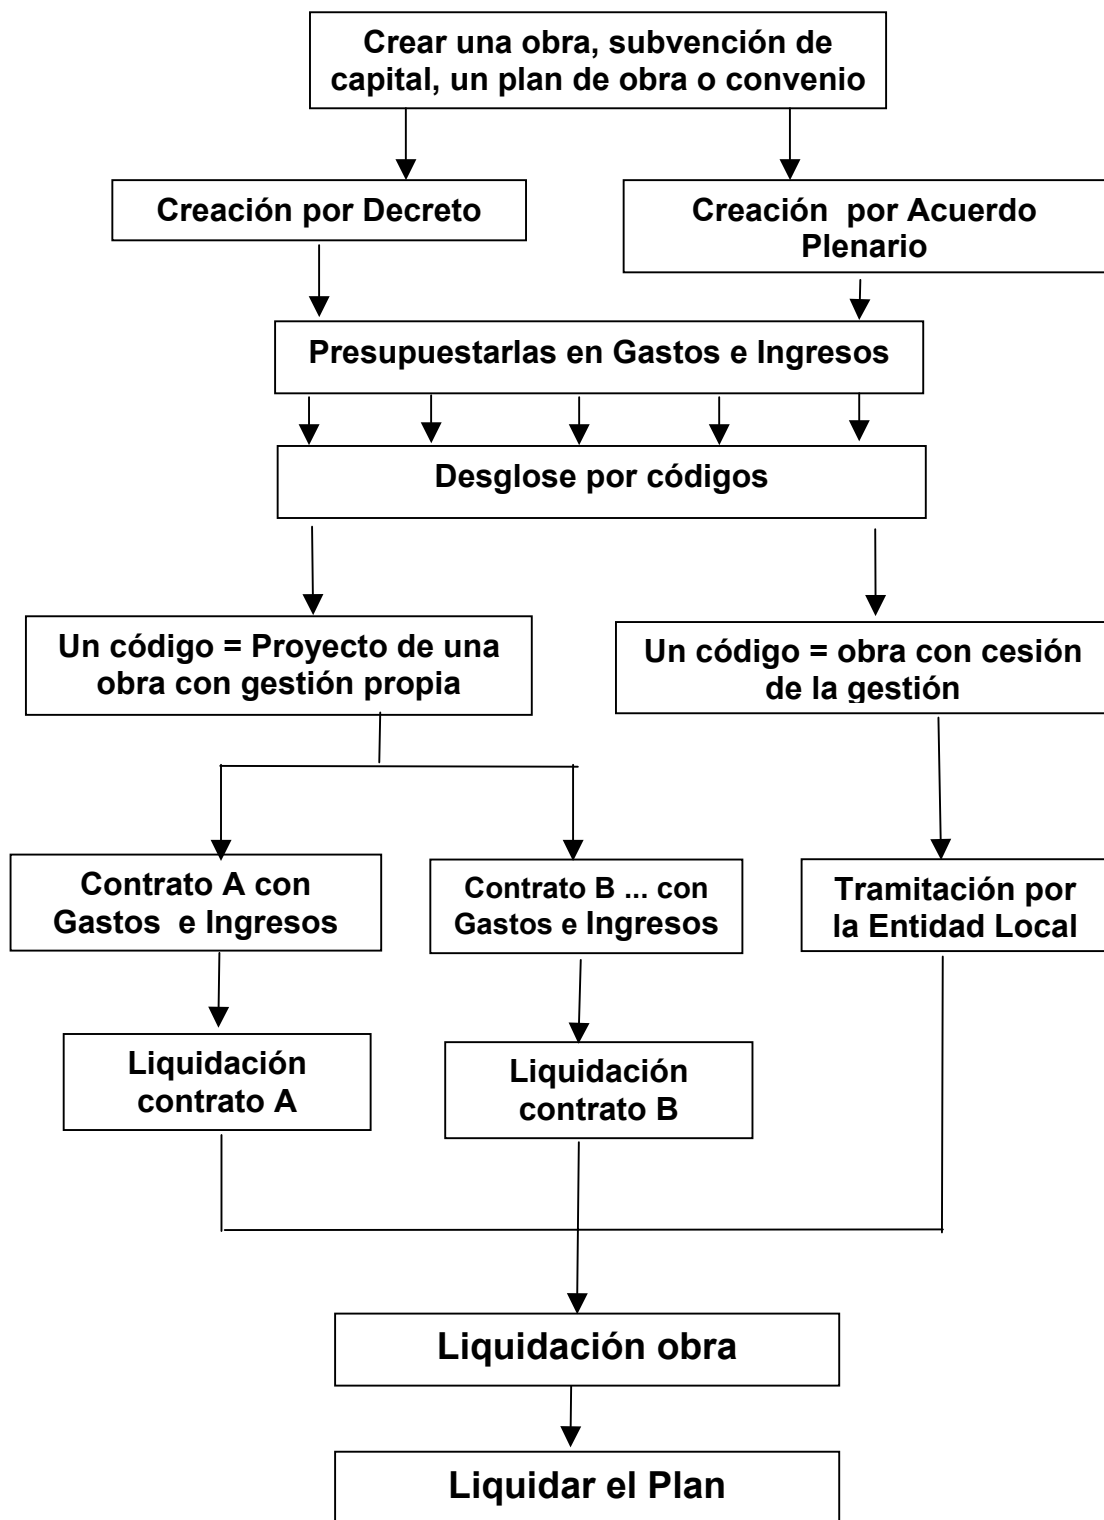 Crear una obra, subvención de
capital, un plan de obra o convenio
Creación por Decreto
Creación por Acuerdo
Plenario
Presupuestarlas en Gastos e Ingresos
Desglose por códigos
Un código = Proyecto de una
obra con gestión propia
Un código = obra con cesión
de la gestión
Contrato A con
Gastos e Ingresos
Contrato B ... con
Gastos e Ingresos
Tramitación por
la Entidad Local
Liquidación
contrato A
Liquidación
contrato B
Liquidación obra
Liquidar el Plan